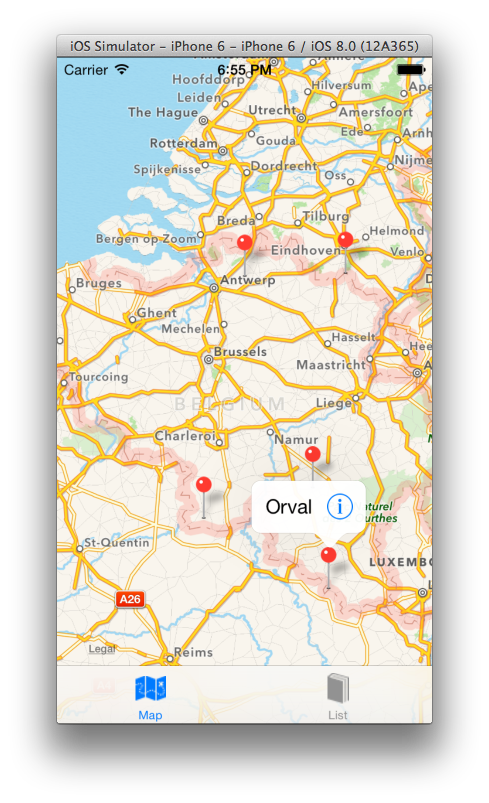 iOS Simulator - iPhone 6 - iPhone 6 / iOS 8.0 (12A365)
Carrier 6:55 PM
Hoofddorp
Hilversum
Leiden
Utrecht
Amersfoort
The Hague
Gouda
Ede
Rotterdam
Dordrecht
Nijme
Spijkenisse
Oss
Breda
Tilburg
Bergen op Zoom
Helmond
Eindhoven
Venlo
Bruges
Antwerp
Ghent
Mechelen
Hasselt
Brussels
Maastricht
Tourcoing
BELGIUM
Liege
Charleroi
Namur
Orval
St-Quentin
LUXEMBO
A26
Legal
Reims
Map
List